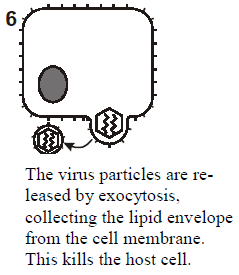 6
The virus particles are re-
leased by exocytosis,
collecting the lipid envelope
from the cell membrane.
This kills the host cell.